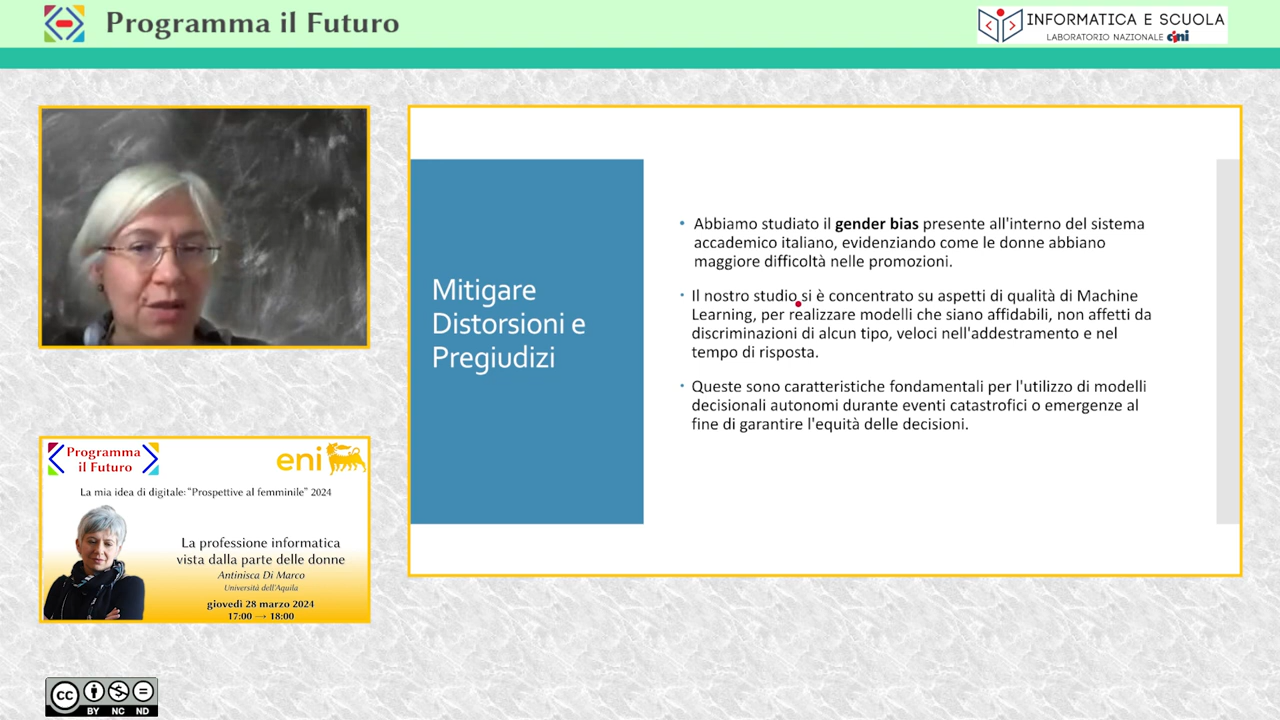 Programma il Futuro
INFORMATICA E SCUOLA
LABORATORIO NAZIONALE cini
Mitigare
Distorsioni e
Pregiudizi
• Abbiamo studiato il gender bias presente all'interno del sistema
accademico italiano, evidenziando come le donne abbiano
maggiore difficoltà nelle promozioni.
• Il nostro studio si è concentrato su aspetti di qualità di Machine
Learning, per realizzare modelli che siano affidabili, non affetti da
discriminazioni di alcun tipo, veloci nell'addestramento e nel
tempo di risposta.
• Queste sono caratteristiche fondamentali per l'utilizzo di modelli
decisionali autonomi durante eventi catastrofici o emergenze al
fine di garantire l'equità delle decisioni.
Programma
il Futuro
eni
La mia idea di digitale: "Prospettive al femminile" 2024
La professione informatica
vista dalla parte delle donne
Antinisca Di Marco
Università dell'Aquila
giovedì 28 marzo 2024
17:00 → 18:00
cc
BY NC ND